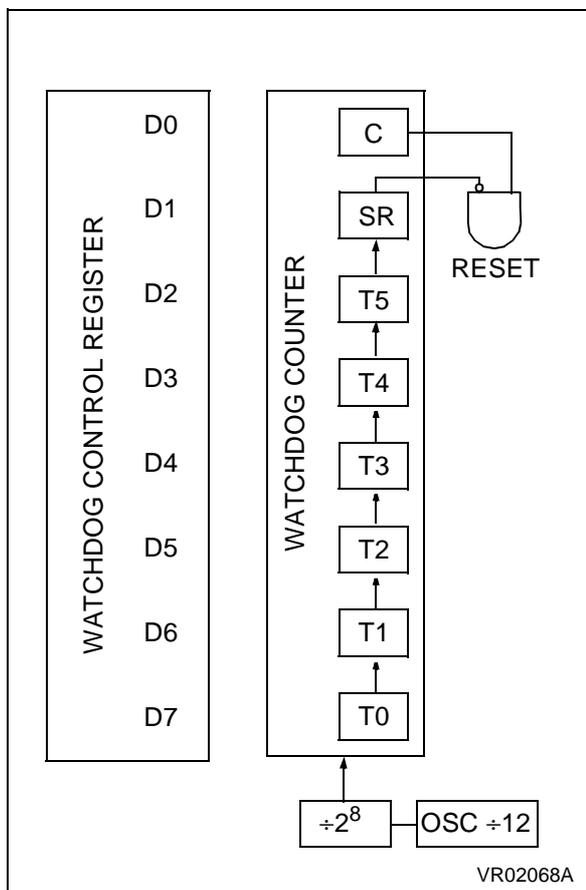 WATCHDOG CONTROL REGISTER
D0
D1
D2
D3
D4
D5
D6
D7
WATCHDOG COUNTER
C
SR
T5
T4
T3
T2
T1
T0
RESET
÷2⁸
OSC ÷12
VR02068A